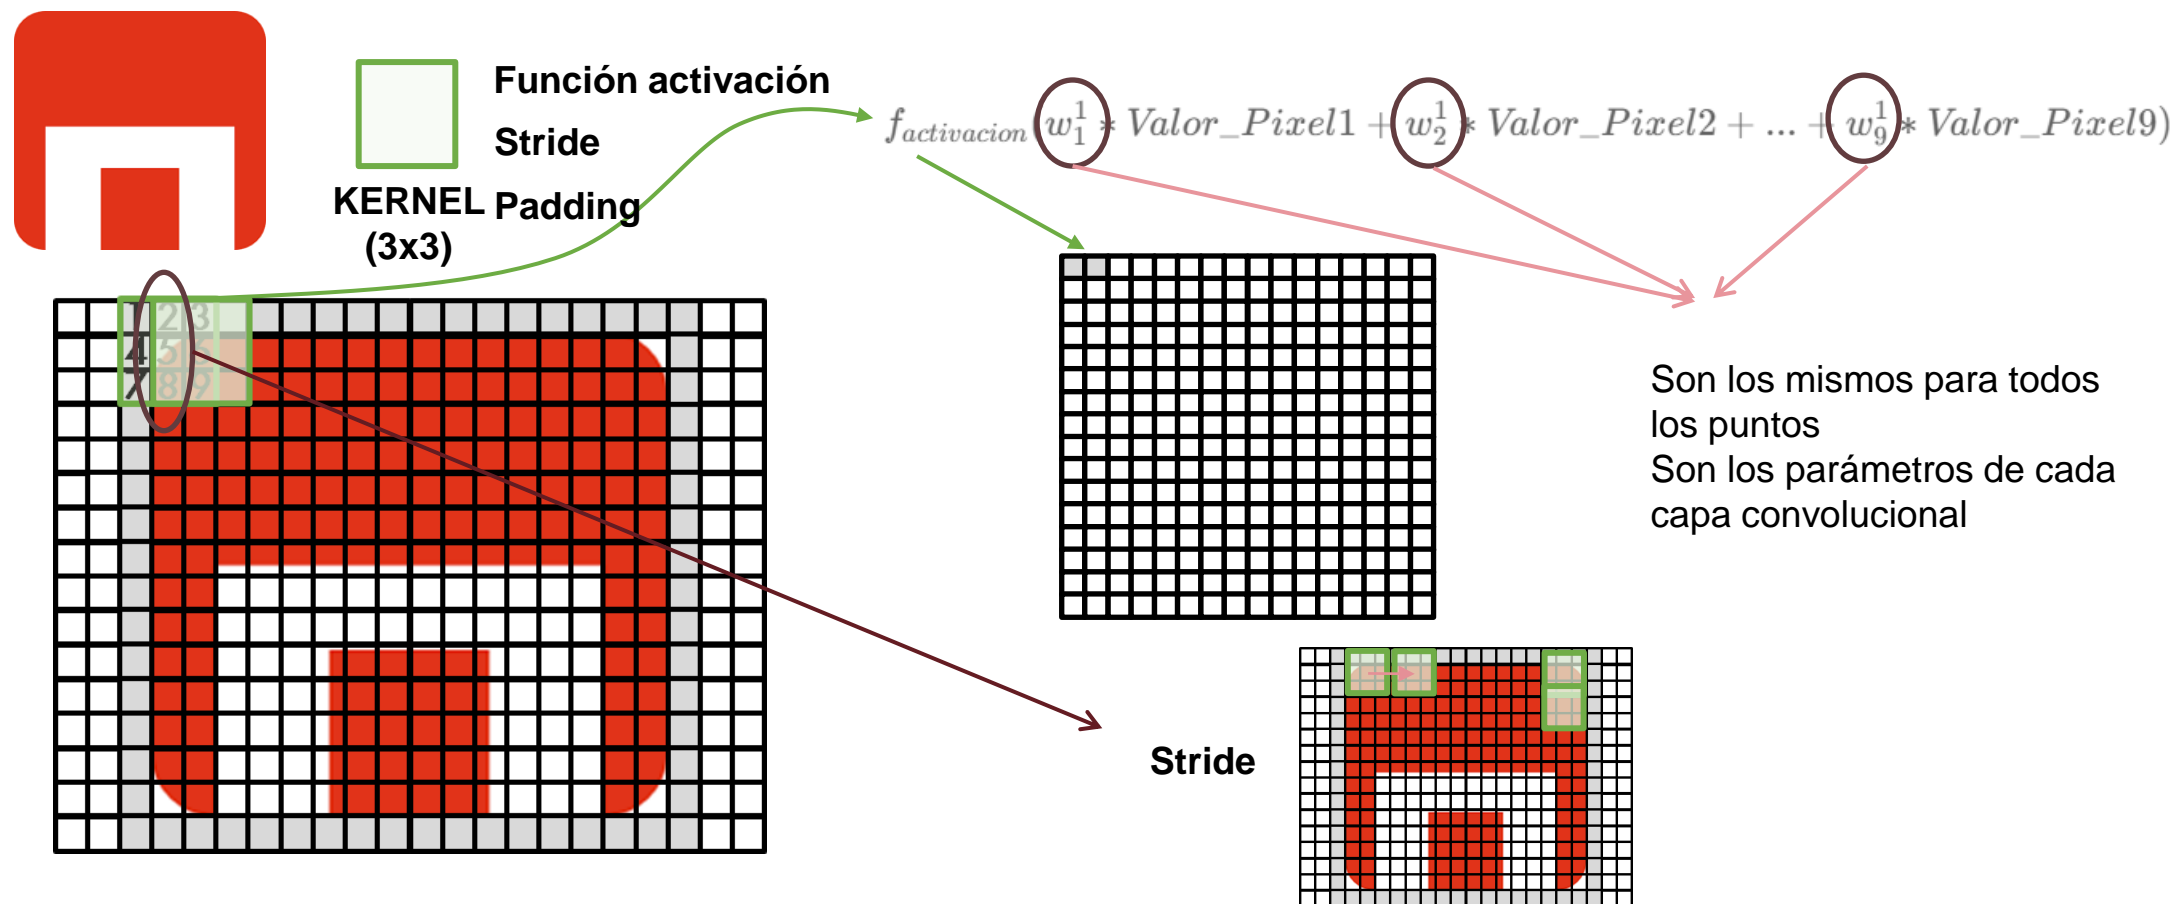 Función activación
Stride
Padding
KERNEL
(3x3)
f_{activacion}(w_1^1 * Valor_Pixel1 + w_2^1 * Valor_Pixel2 + ... + w_9^1 * Valor_Pixel9)
1 2 3
4 5 6
7 8 9
Son los mismos para todos
los puntos
Son los parámetros de cada
capa convolucional
Stride